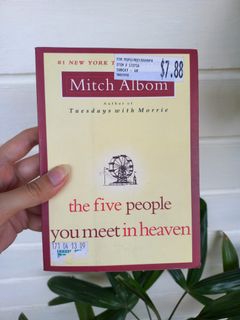 #1 NEW YORK T
$7.88
Mitch Albom
Author of
Tuesdays with Morrie
the five people
you meet in heaven